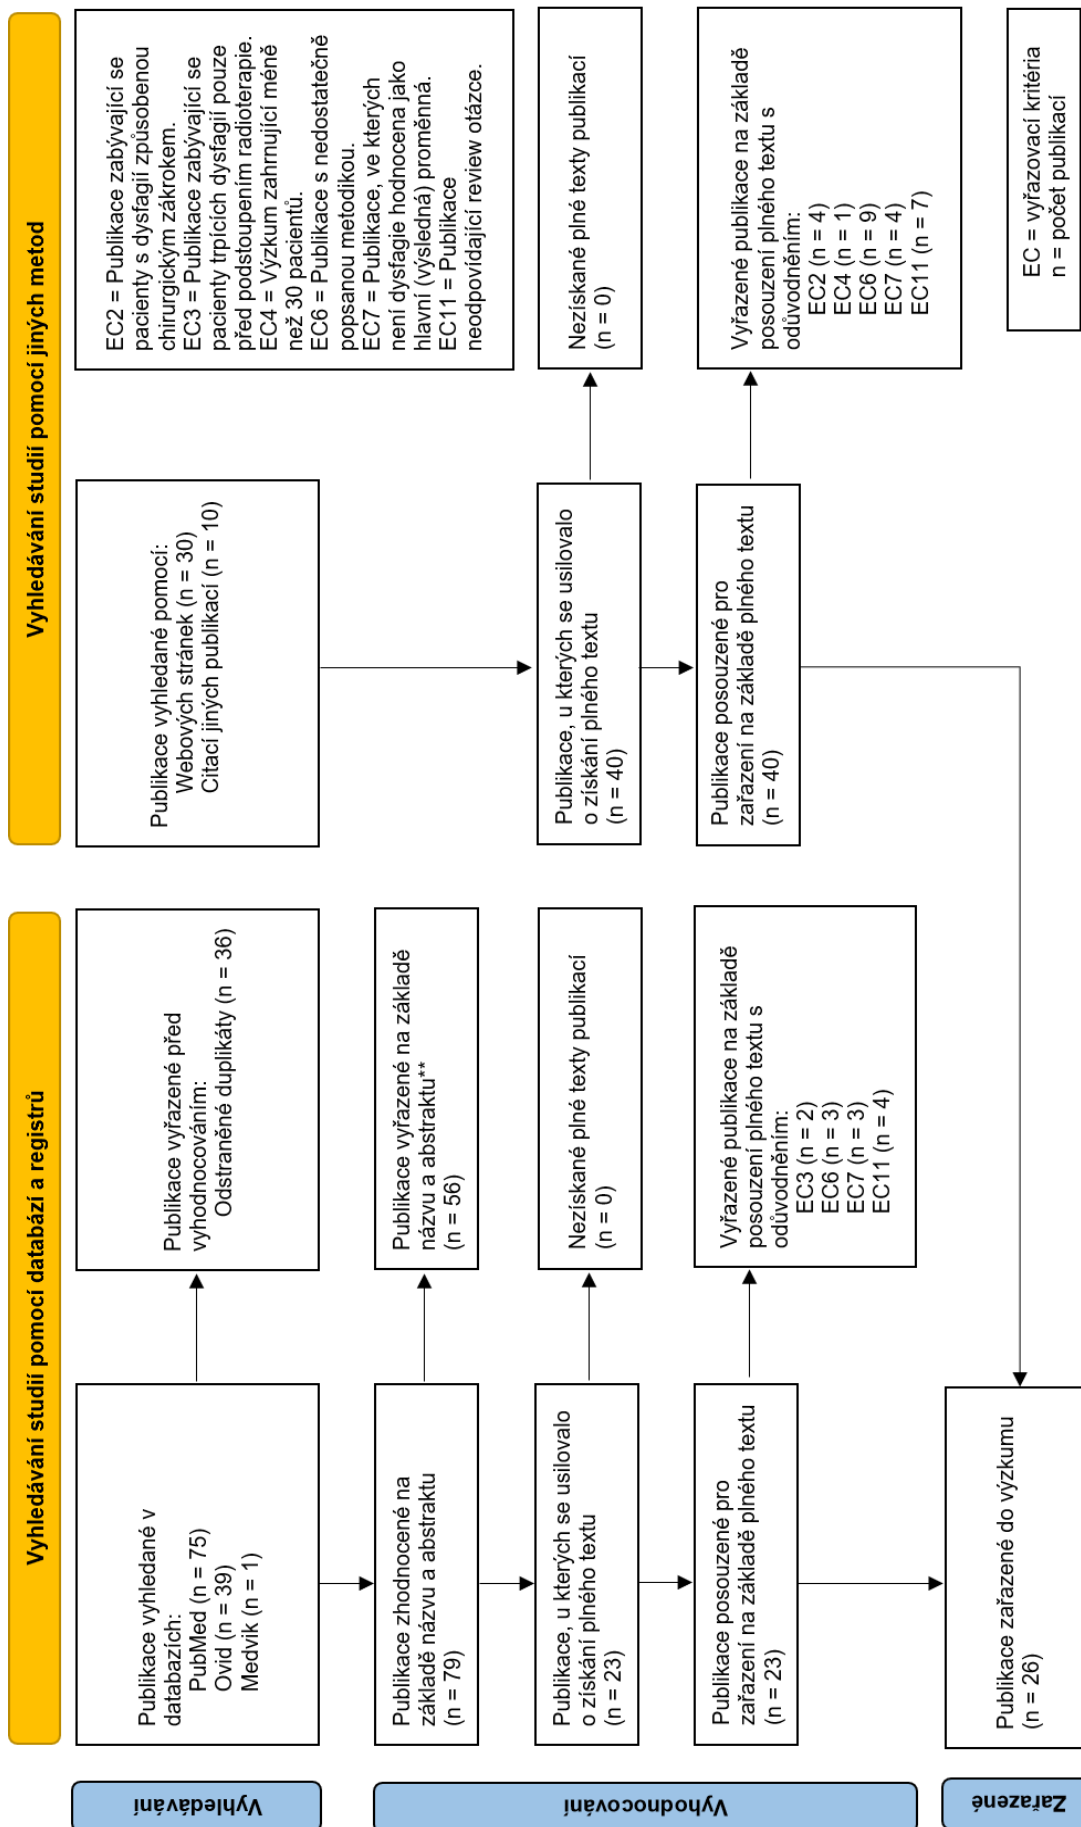 Vyhledávání studií pomocí databází a registrů
Vyhledávání studií pomocí jiných metod
Vyhledávání
Publikace vyhledané v
databazích:
PubMed (n = 75)
Ovid (n = 39)
Medvik (n = 1)
Publikace vyřazené před
vyhodnocováním:
Odstraněné duplikáty (n = 36)
Publikace vyhledané pomocí:
Webových stránek (n = 30)
Citací jiných publikací (n = 10)
EC2 = Publikace zabývající se
pacienty s dysfagií způsobenou
chirurgickým zákrokem.
EC3 = Publikace zabývající se
pacienty trpících dysfagií pouze
před podstoupením radioterapie.
EC4 = Výzkum zahrnující méně
než 30 pacientů.
EC6 = Publikace s nedostatečně
popsanou metodikou.
EC7 = Publikace, ve kterých
není dysfagie hodnocena jako
hlavní (výsledná) proměnná.
EC11 = Publikace
neodpovídající review otázce.
Vyhodnocování
Publikace zhodnocené na
základě názvu a abstraktu
(n = 79)
Publikace vyřazené na základě
názvu a abstraktu**
(n = 56)
Publikace, u kterých se usilovalo
o získání plného textu
(n = 23)
Nezískané plné texty publikací
(n = 0)
Publikace, u kterých se usilovalo
o získání plného textu
(n = 40)
Nezískané plné texty publikací
(n = 0)
Publikace posouzené pro
zařazení na základě plného textu
(n = 23)
Vyřazené publikace na základě
posouzení plného textu s
odůvodněním:
EC3 (n = 2)
EC6 (n = 3)
EC7 (n = 3)
EC11 (n = 4)
Publikace posouzené pro
zařazení na základě plného textu
(n = 40)
Vyřazené publikace na základě
posouzení plného textu s
odůvodněním:
EC2 (n = 4)
EC4 (n = 1)
EC6 (n = 9)
EC7 (n = 4)
EC11 (n = 7)
Zařazené
Publikace zařazené do výzkumu
(n = 26)
EC = vyřazovací kritéria
n = počet publikací